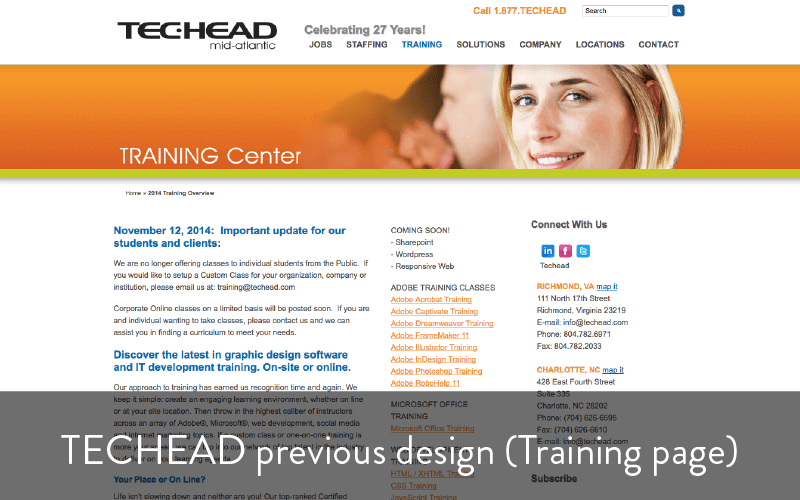 Call 1.877.TECHEAD
Search
TECHEAD
mid-atlantic
Celebrating 27 Years!
JOBS STAFFING TRAINING SOLUTIONS COMPANY LOCATIONS CONTACT
TRAINING Center
Home » 2014 Training Overview
November 12, 2014: Important update for our
students and clients:
We are no longer offering classes to individual students from the Public. If
you would like to setup a Custom Class for your organization, company or
institution, please email us at: training@techead.com
Corporate Online classes on a limited basis will be posted soon. If you are
and individual wanting to take classes, please contact us and we can
assist you in finding a curriculum to meet your needs.
Discover the latest in graphic design software
and IT development training. On-site or online.
Our approach to training has earned us recognition time and again. We
keep it simple: create an engaging learning environment, whether on line
or at your site location. Then throw in the highest caliber of instructors
across an array of Adobe®, Microsoft®, web development, social media
Your Place or On Line?
Life isn't slowing down and neither are you! Our top-ranked Certified
COMING SOON!
- Sharepoint
- Wordpress
- Responsive Web
ADOBE TRAINING CLASSES
Adobe Acrobat Training
Adobe Captivate Training
Adobe Dreamweaver Training
Adobe FrameMaker 11
Adobe Illustrator Training
Adobe InDesign Training
Adobe Photoshop Training
Adobe RoboHelp 11
MICROSOFT OFFICE
TRAINING
Microsoft Office Training
HTML / XHTML Training
CSS Training
JavaScript Training
Connect With Us
Techead
RICHMOND, VA map it
111 North 17th Street
Richmond, Virginia 23219
E-mail: info@techead.com
Phone: 804.782.6971
Fax: 804.782.2033
CHARLOTTE, NC map it
428 East Fourth Street
Suite 335
Charlotte, NC 28202
Phone: (704) 626-6595
Fax: (704) 626-6610
E-mail: info@techead.com
Subscribe
TECHEAD previous design (Training page)